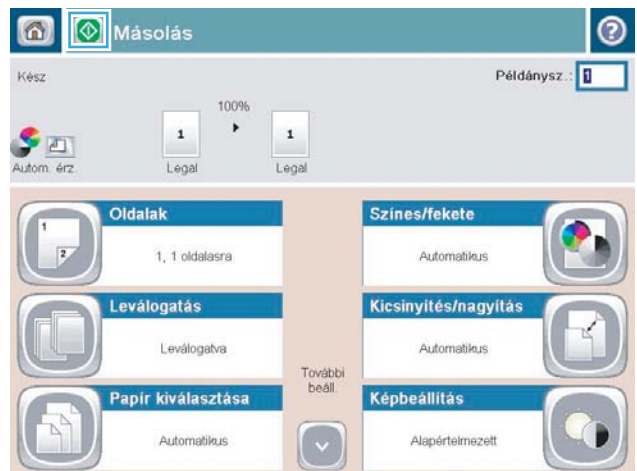 Másolás
Kész
Példánysz.: 1
100%
1
1
Autom. érz.
Legal
Legal
Oldalak
1
2
1, 1 oldalasra
Színes/fekete
Automatikus
Leválogatás
Leválogatva
Kicsinyítés/nagyítás
Automatikus
További
beáll.
Papír kiválasztása
Automatikus
Képbeállítás
Alapértelmezett